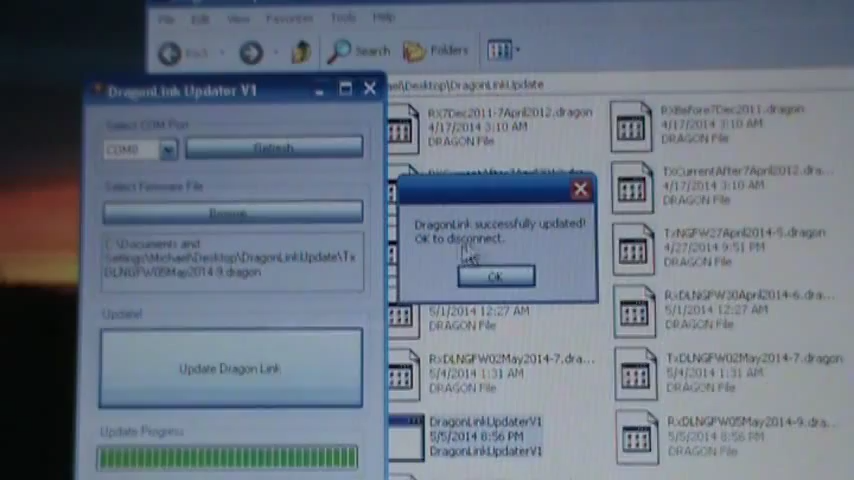 File Edit View Favorites Tools Help
Back Search Folders
DragonLink Updater V1
ael\Desktop\DragonLinkUpdate
Select COM Port
Refresh
Select Firmware File
Browse
C:\Documents and
Settings\Michael\Desktop\DragonLinkUpdate\Tx
DLNGFW05May2014-9.dragon
Update!
Update Dragon Link
Update Progress
DragonLink successfully updated!
OK to disconnect.
OK
RX7Dec2011-7April2012.dragon
4/17/2014 3:10 AM
DRAGON File
RXBefore7Dec2011.dragon
4/17/2014 3:10 AM
DRAGON File
TxCurrentAfter7April2012.dra...
4/17/2014 3:10 AM
DRAGON File
TxNGFW27April2014-5.dragon
4/27/2014 9:51 PM
DRAGON File
5/1/2014 12:27 AM
DRAGON File
RxDLNGFW30April2014-6.dragon
5/1/2014 12:27 AM
DRAGON File
RxDLNGFW02May2014-7.dra...
5/4/2014 1:31 AM
DRAGON File
TxDLNGFW02May2014-7.dragon
5/4/2014 1:31 AM
DRAGON File
DragonLinkUpdaterV1
5/5/2014 8:56 PM
DragonLinkUpdaterV1
RxDLNGFW05May2014-9.dra...
5/5/2014 8:56 PM
DRAGON File